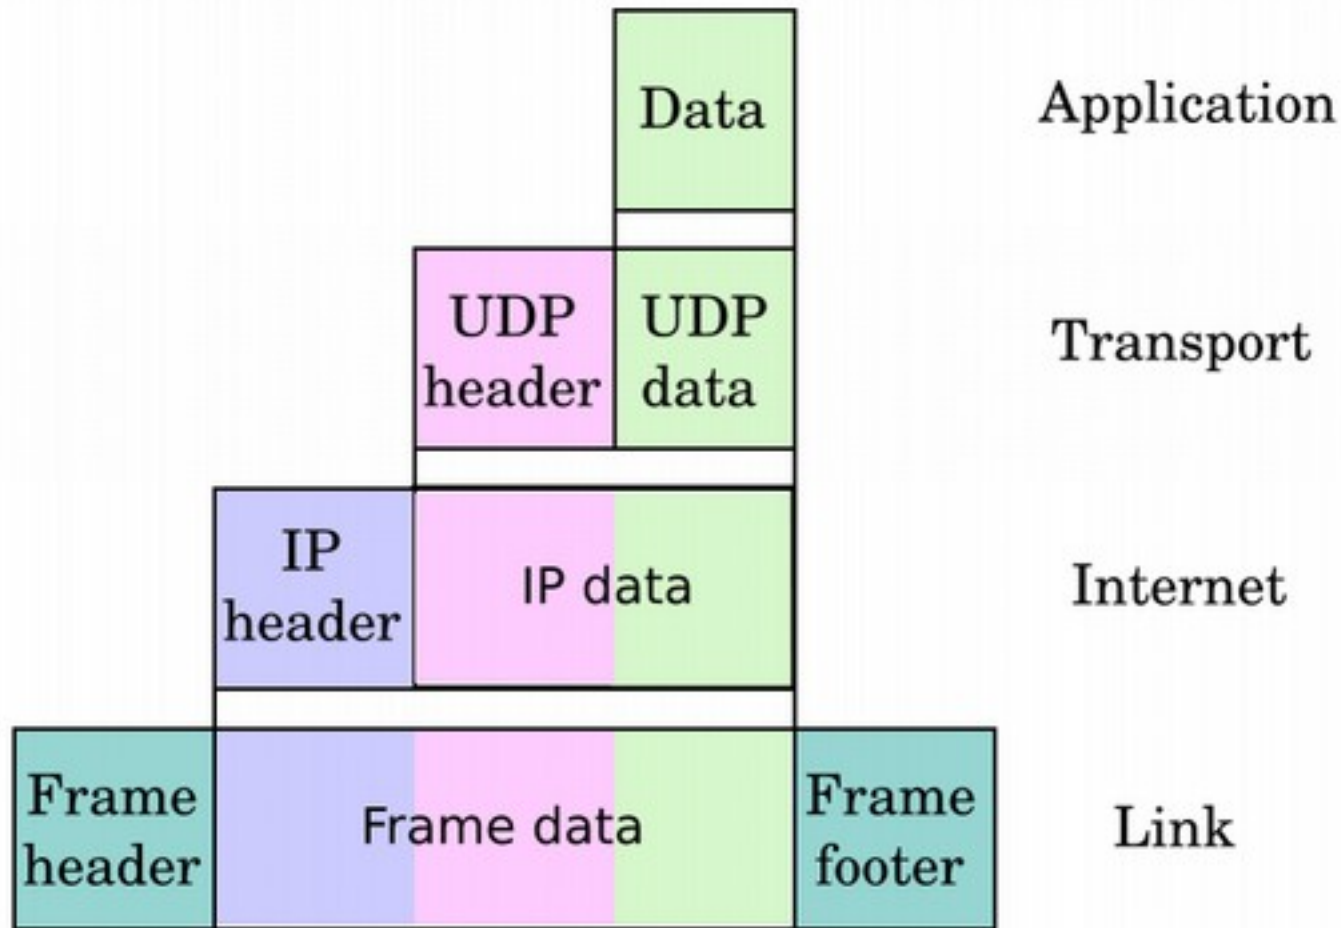 Data
Application
UDP
header
UDP
data
Transport
IP
header
IP data
Internet
Frame
header
Frame data
Frame
footer
Link